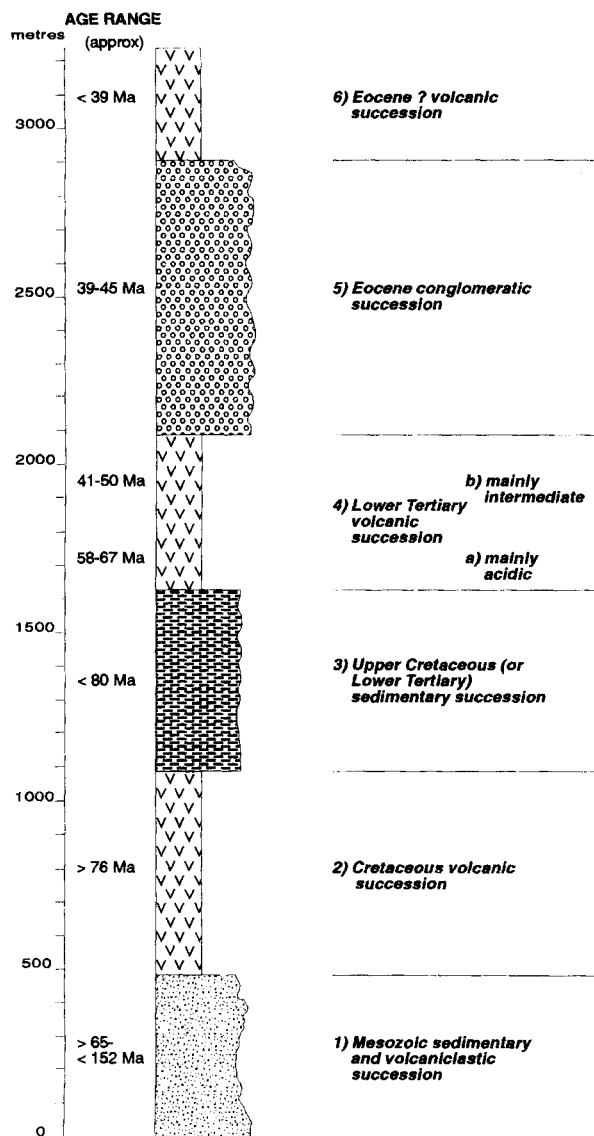 AGE RANGE
metres
(approx)
< 39 Ma
6) Eocene ? volcanic
succession
3000
39-45 Ma
5) Eocene conglomeratic
succession
2500
2000
41-50 Ma
b) mainly
intermediate
4) Lower Tertiary
volcanic
succession
58-67 Ma
a) mainly
acidic
1500
< 80 Ma
3) Upper Cretaceous (or
Lower Tertiary)
sedimentary succession
1000
> 76 Ma
2) Cretaceous volcanic
succession
500
> 65-
< 152 Ma
1) Mesozoic sedimentary
and volcaniclastic
succession
0